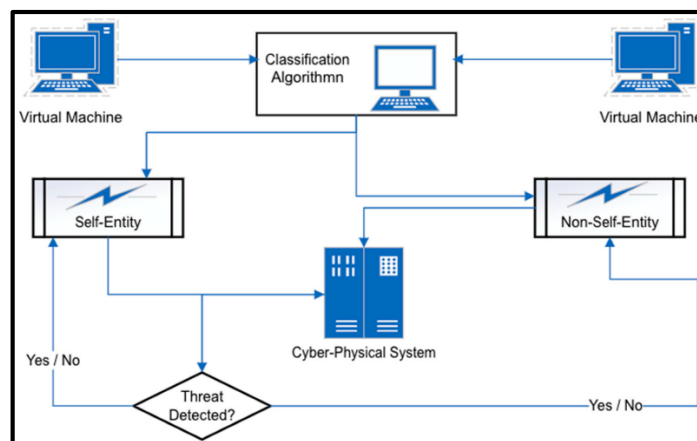 Classification
Algorithmn
Virtual Machine
Virtual Machine
Self-Entity
Non-Self-Entity
Cyber-Physical System
Yes / No
Threat
Detected?
Yes / No